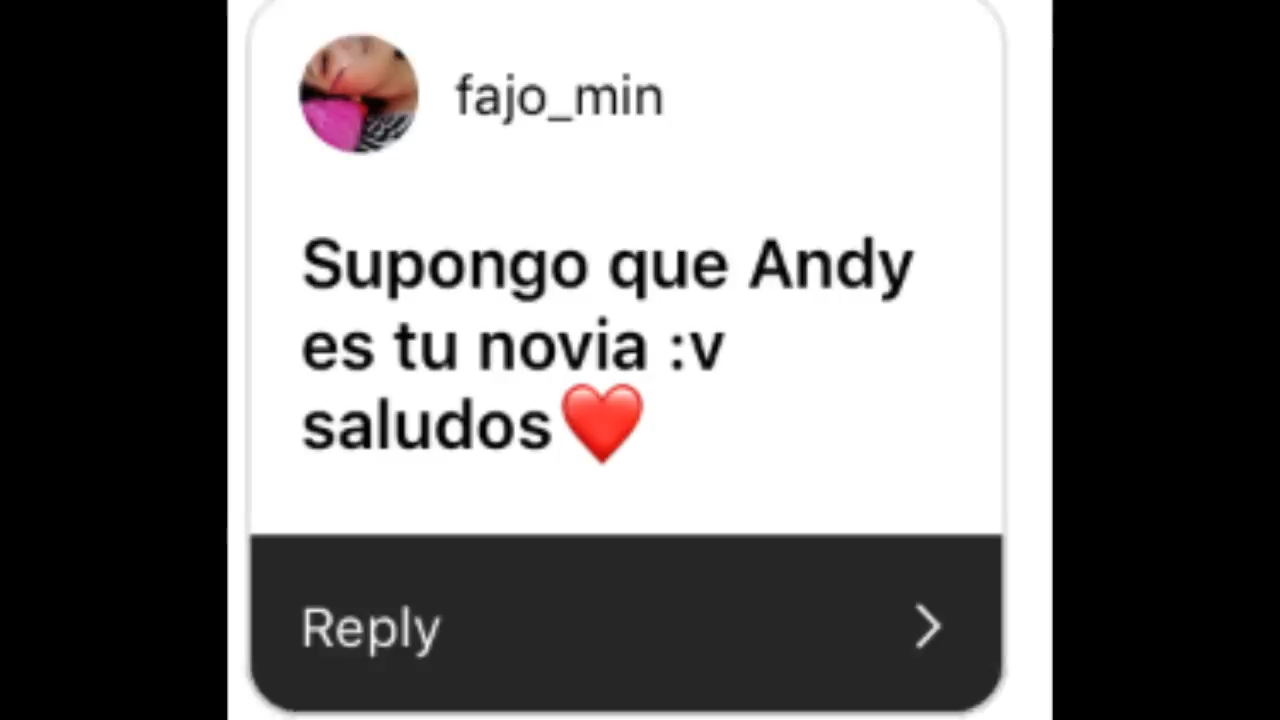 fajo_min
Supongo que Andy
es tu novia :v
saludos❤️
Reply